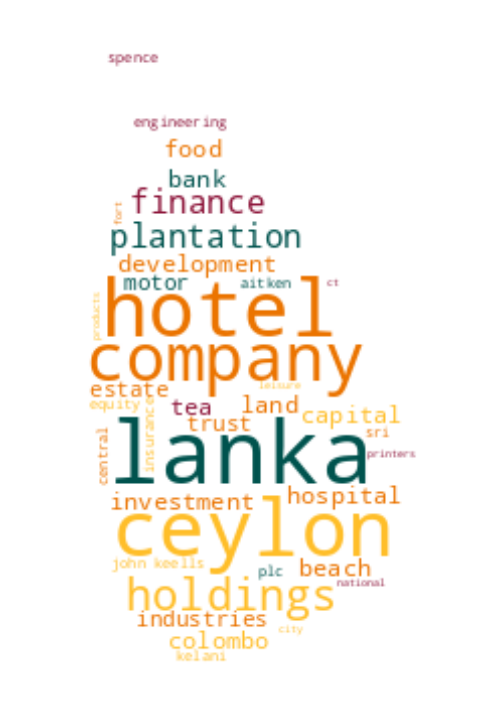 spence
engineering
food
bank
fort
finance
plantation
development
motor aitken ct
products
hotel
company
estate leisure
equity tea land capital
insurance
trust sri
central
lanka printers
investment hospital
ceylon
john keells plc beach
national
holdings
industries city
colombo
kelani